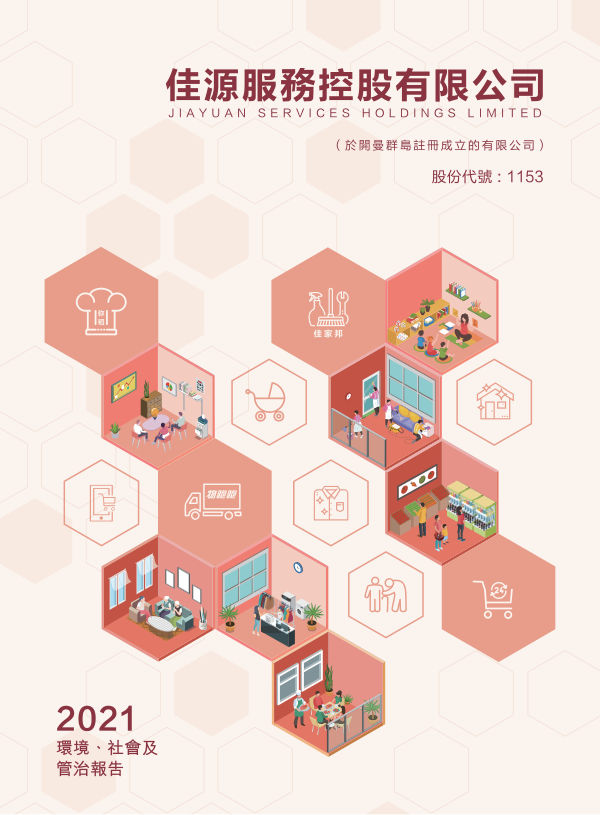 佳源服務控股有限公司
JIAYUAN SERVICES HOLDINGS LIMITED
（於開曼群島註冊成立的有限公司）
股份代號：1153
佳家邦
24
2021
環境、社會及
管治報告